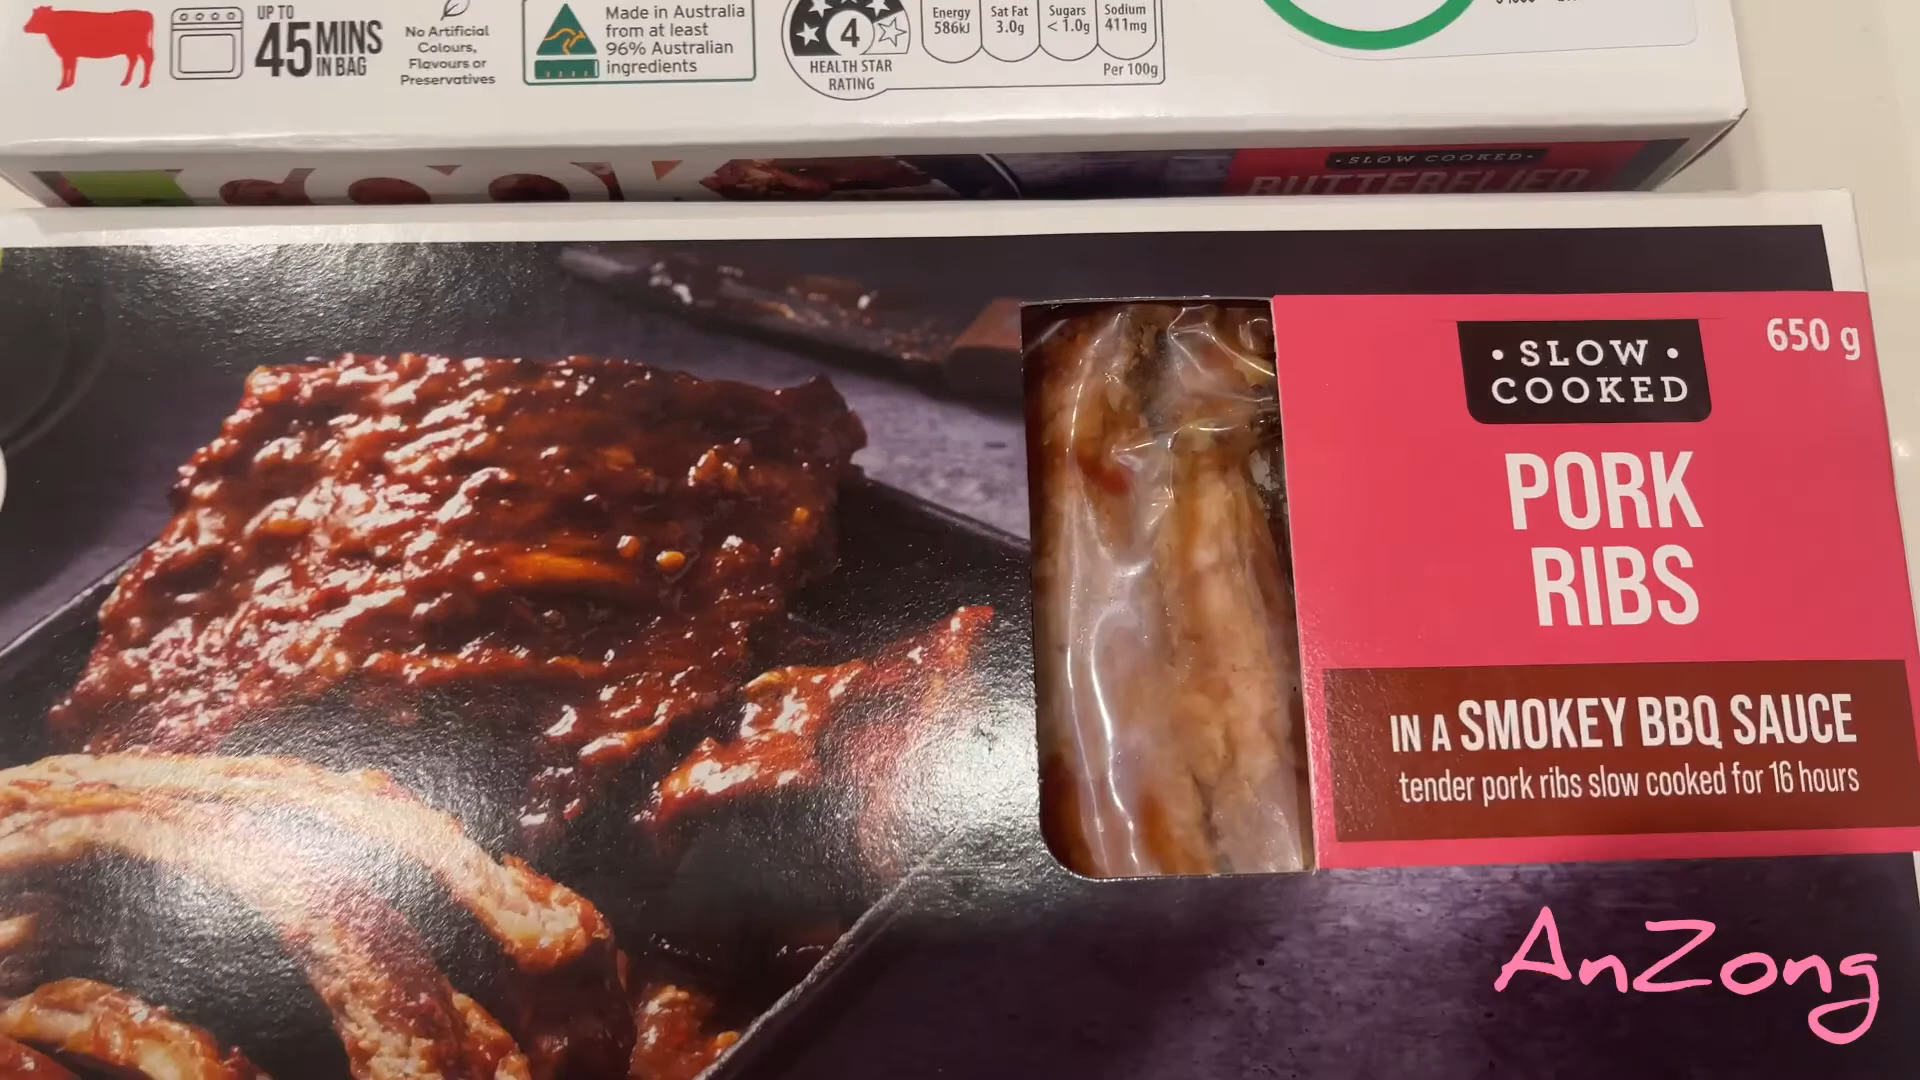 UP TO
45 MINS
IN BAG
No Artificial
Colours,
Flavours or
Preservatives
Made in Australia
from at least
96% Australian
ingredients
4
HEALTH STAR
RATING
Energy
586kJ
Sat Fat
3.0g
Sugars
< 1.0g
Sodium
411mg
Per 100g
• SLOW COOKED •
BUTTERFLIED
650 g
• SLOW •
COOKED
PORK
RIBS
IN A SMOKEY BBQ SAUCE
tender pork ribs slow cooked for 16 hours
AnZong